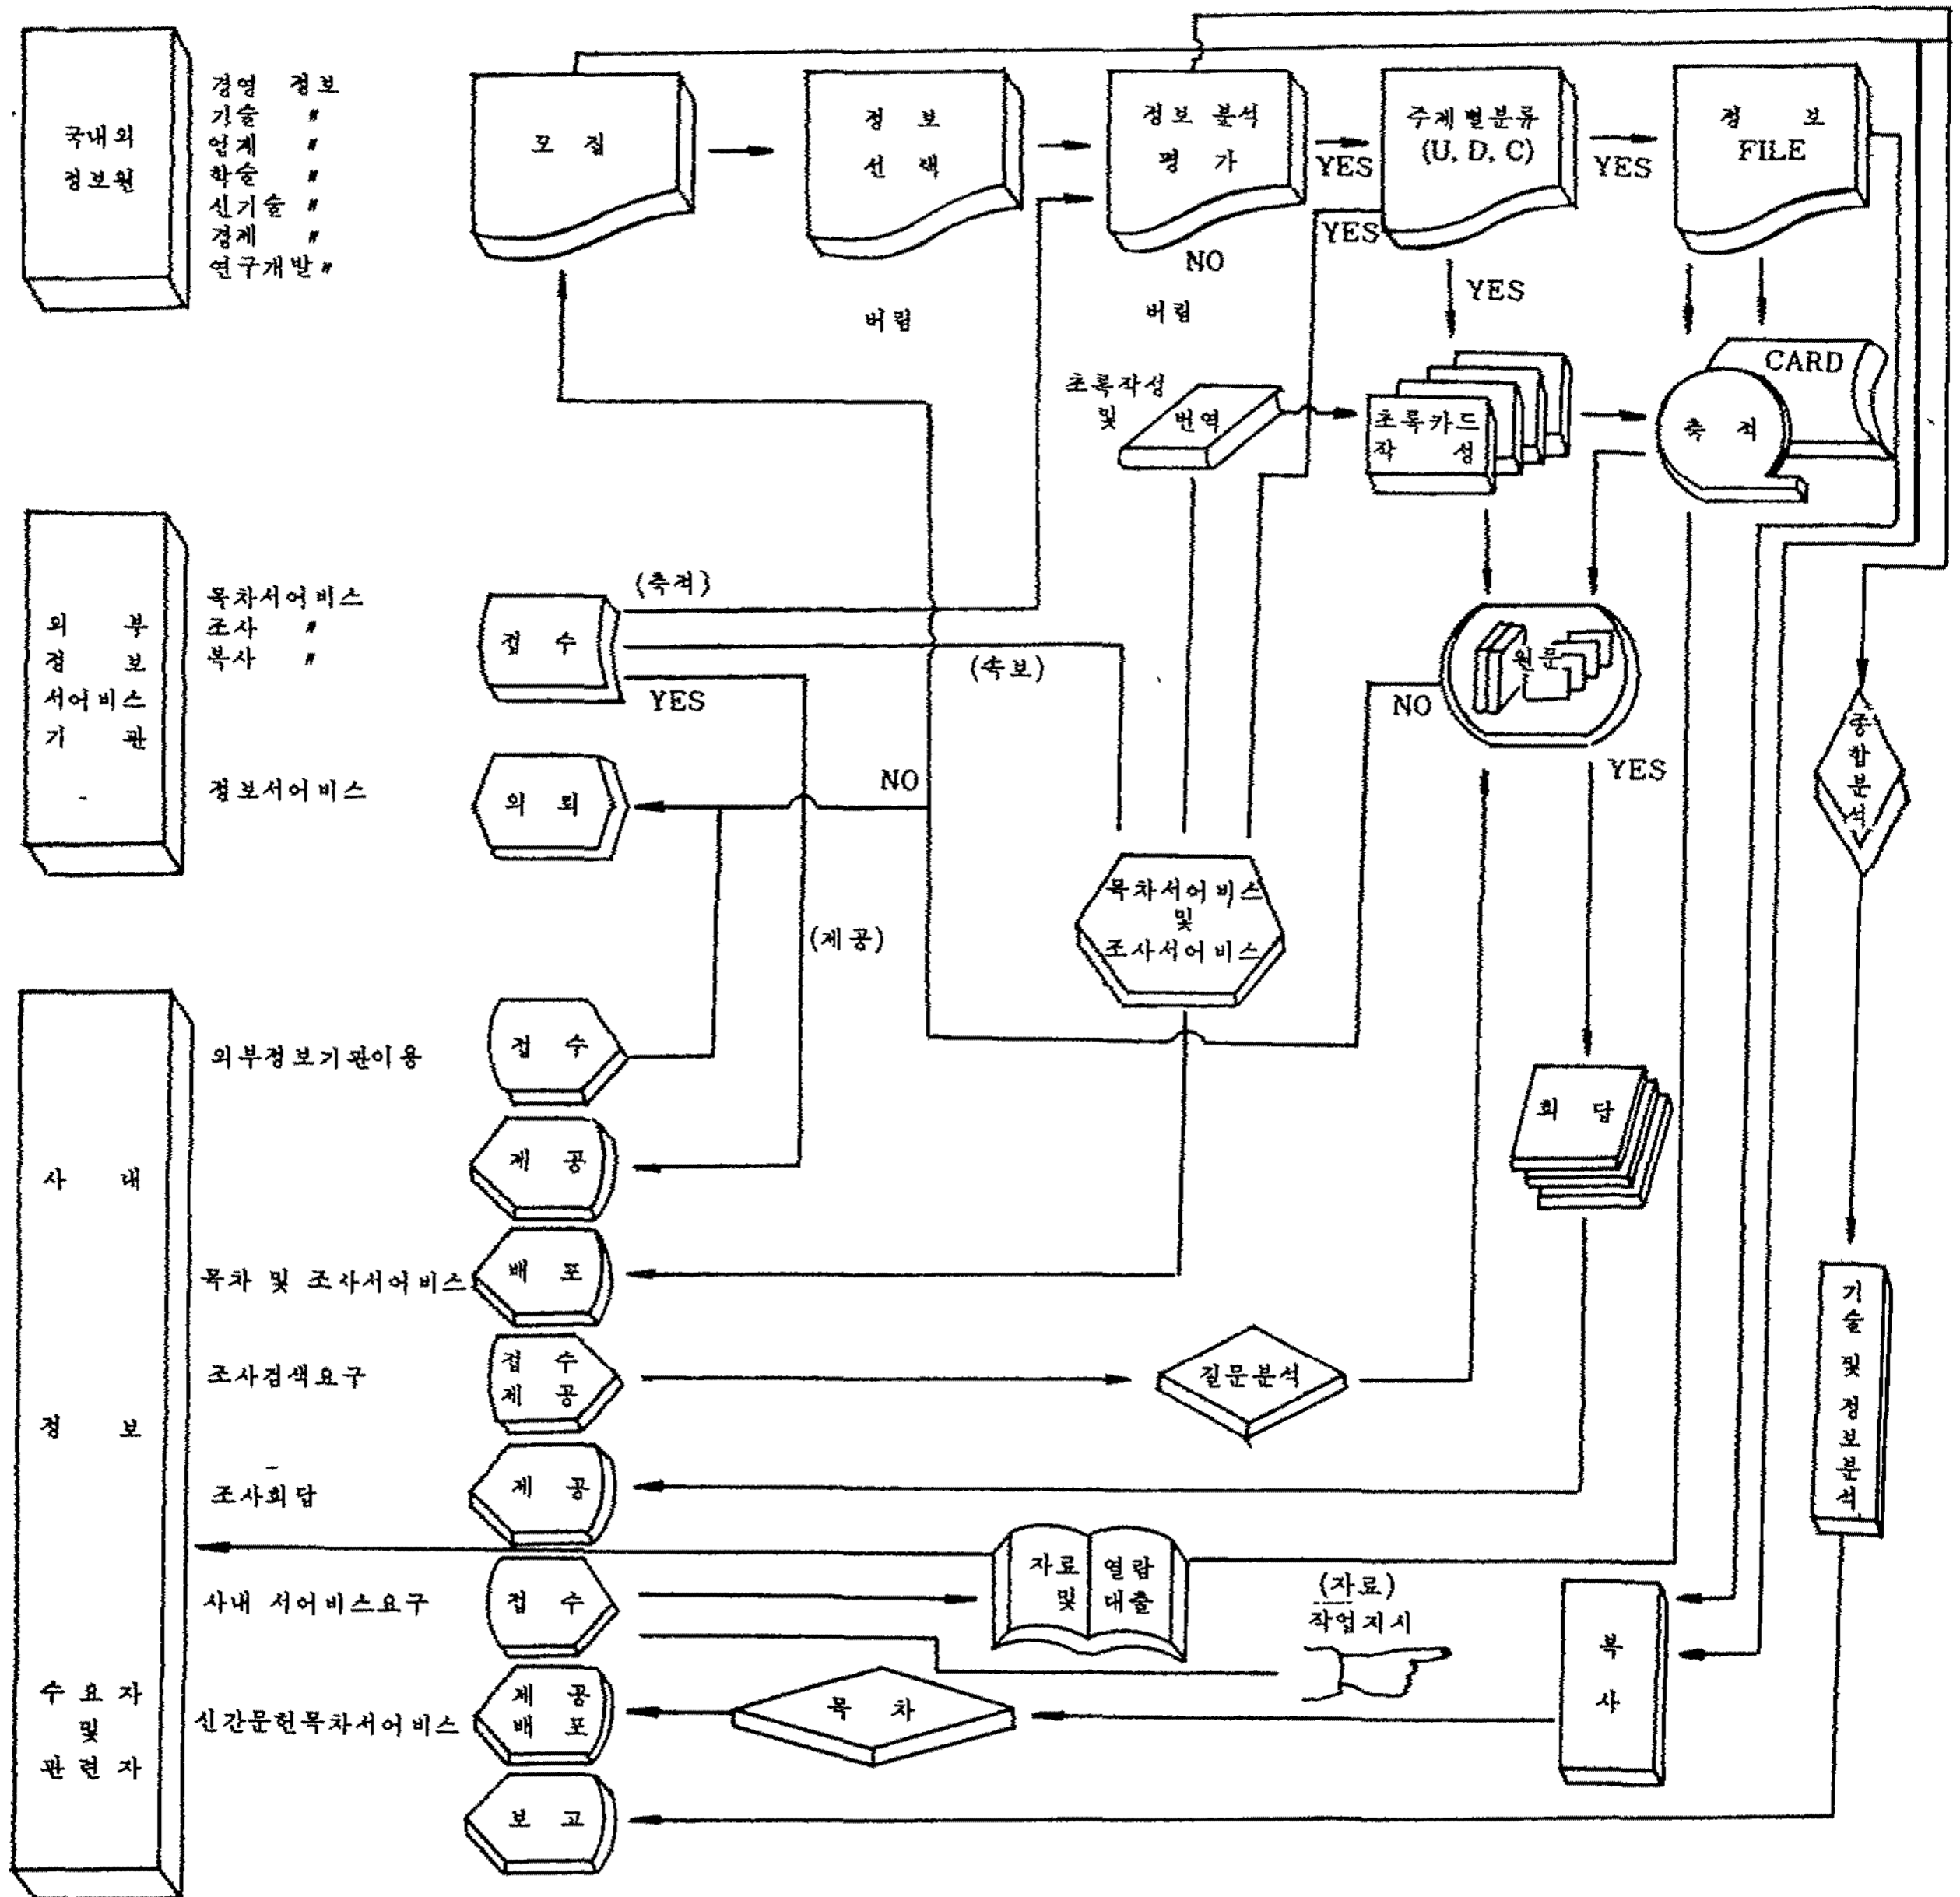 국내외
정보원
경영 정보
기술 〃
업계 〃
학술 〃
신기술 〃
경제 〃
연구개발 〃
모 집
정 보
선 택
정보 분석
평 가
주제별분류
(U, D, C)
정 보
FILE
YES
YES
YES
NO
YES
버림
버림
초록작성
및
번역
초록카드
작 성
CARD
축 적
외 부
정 보
서어비스
기 관
목차서어비스
조사 〃
복사 〃
정보서어비스
접 수
(축적)
(속보)
YES
의 뢰
NO
(제공)
원문
NO
YES
종합분석
목차서어비스
및
조사서어비스
사 내
정 보
수요자
및
관련자
외부정보기관이용
접 수
제 공
회 답
목차 및 조사서어비스
배 포
조사검색요구
접 수
제 공
질문분석
기술 및 정보분석
조사회답
제 공
사내 서어비스요구
접 수
자료 열람
및 대출
(자료)
작업지시
복
사
신간문헌목차서어비스
제 공
배 포
목 차
보 고